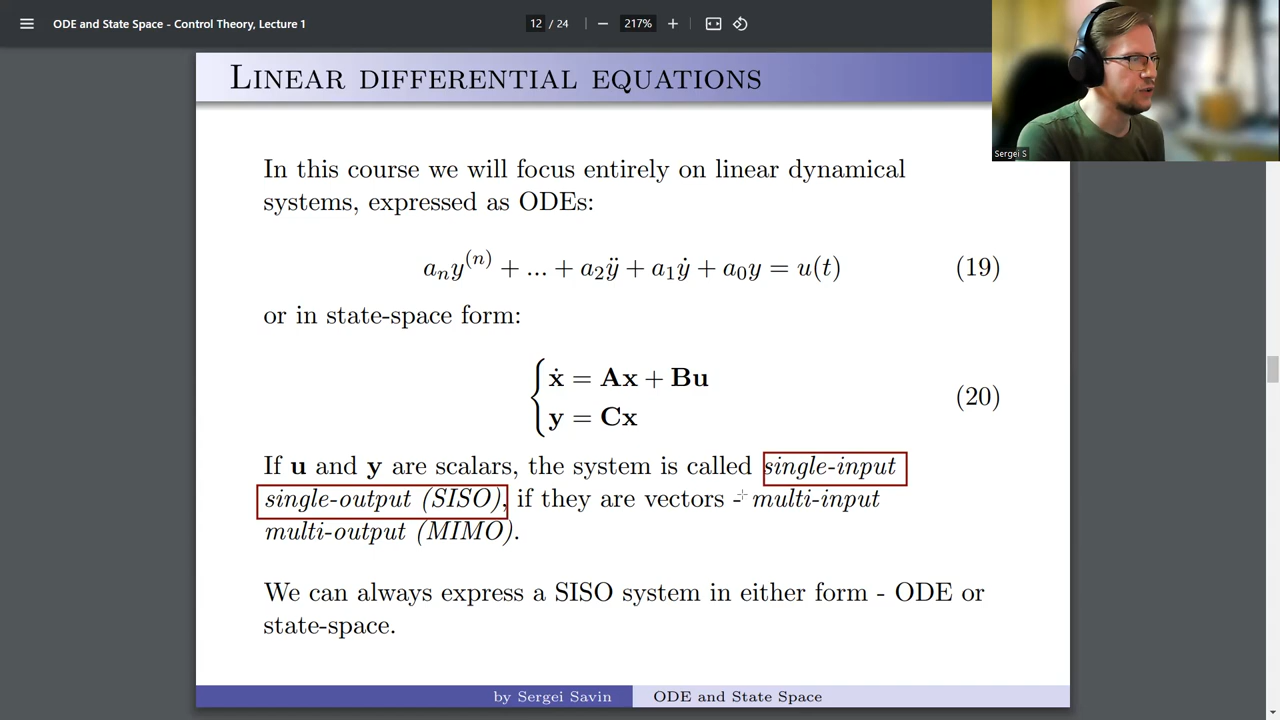 ODE and State Space - Control Theory, Lecture 1
12 / 24
217%
Sergei S
LINEAR DIFFERENTIAL EQUATIONS
In this course we will focus entirely on linear dynamical
systems, expressed as ODEs:
aₙy⁽ⁿ⁾ + ... + a₂ÿ + a₁ẏ + a₀y = u(t) (19)
or in state-space form:
ẋ = Ax + Bu
y = Cx
(20)
If u and y are scalars, the system is called single-input
single-output (SISO), if they are vectors - multi-input
multi-output (MIMO).
We can always express a SISO system in either form - ODE or
state-space.
by Sergei Savin
ODE and State Space